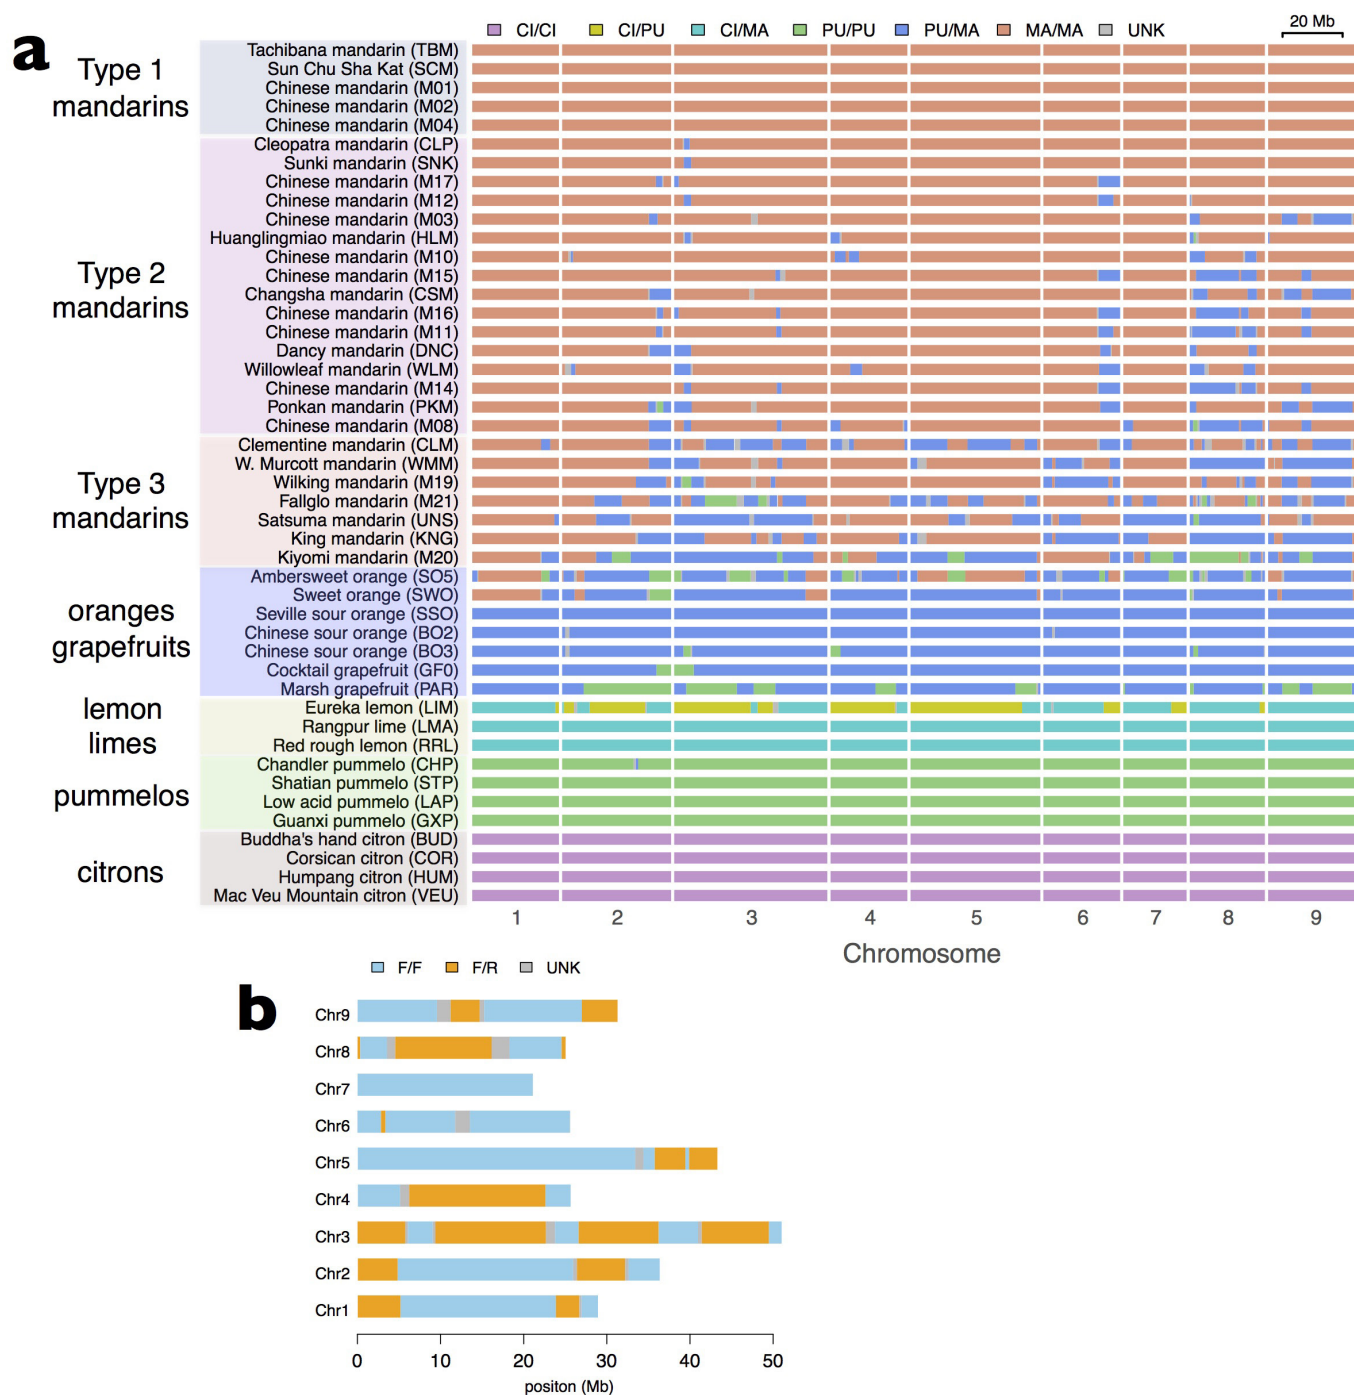 a
CI/CI CI/PU CI/MA PU/PU PU/MA MA/MA UNK
20 Mb
Type 1
mandarins
Tachibana mandarin (TBM)
Sun Chu Sha Kat (SCM)
Chinese mandarin (M01)
Chinese mandarin (M02)
Chinese mandarin (M04)
Type 2
mandarins
Cleopatra mandarin (CLP)
Sunki mandarin (SNK)
Chinese mandarin (M17)
Chinese mandarin (M12)
Chinese mandarin (M03)
Huanglingmiao mandarin (HLM)
Chinese mandarin (M10)
Chinese mandarin (M15)
Changsha mandarin (CSM)
Chinese mandarin (M16)
Chinese mandarin (M11)
Dancy mandarin (DNC)
Willowleaf mandarin (WLM)
Chinese mandarin (M14)
Ponkan mandarin (PKM)
Chinese mandarin (M08)
Type 3
mandarins
Clementine mandarin (CLM)
W. Murcott mandarin (WMM)
Wilking mandarin (M19)
Fallglo mandarin (M21)
Satsuma mandarin (UNS)
King mandarin (KNG)
Kiyomi mandarin (M20)
oranges
grapefruits
Ambersweet orange (SO5)
Sweet orange (SWO)
Seville sour orange (SSO)
Chinese sour orange (BO2)
Chinese sour orange (BO3)
Cocktail grapefruit (GF0)
Marsh grapefruit (PAR)
lemon
limes
Eureka lemon (LIM)
Rangpur lime (LMA)
Red rough lemon (RRL)
pummelos
Chandler pummelo (CHP)
Shatian pummelo (STP)
Low acid pummelo (LAP)
Guanxi pummelo (GXP)
citrons
Buddha's hand citron (BUD)
Corsican citron (COR)
Humpang citron (HUM)
Mac Veu Mountain citron (VEU)
1 2 3 4 5 6 7 8 9
Chromosome
b
F/F F/R UNK
Chr9
Chr8
Chr7
Chr6
Chr5
Chr4
Chr3
Chr2
Chr1
0 10 20 30 40 50
positon (Mb)